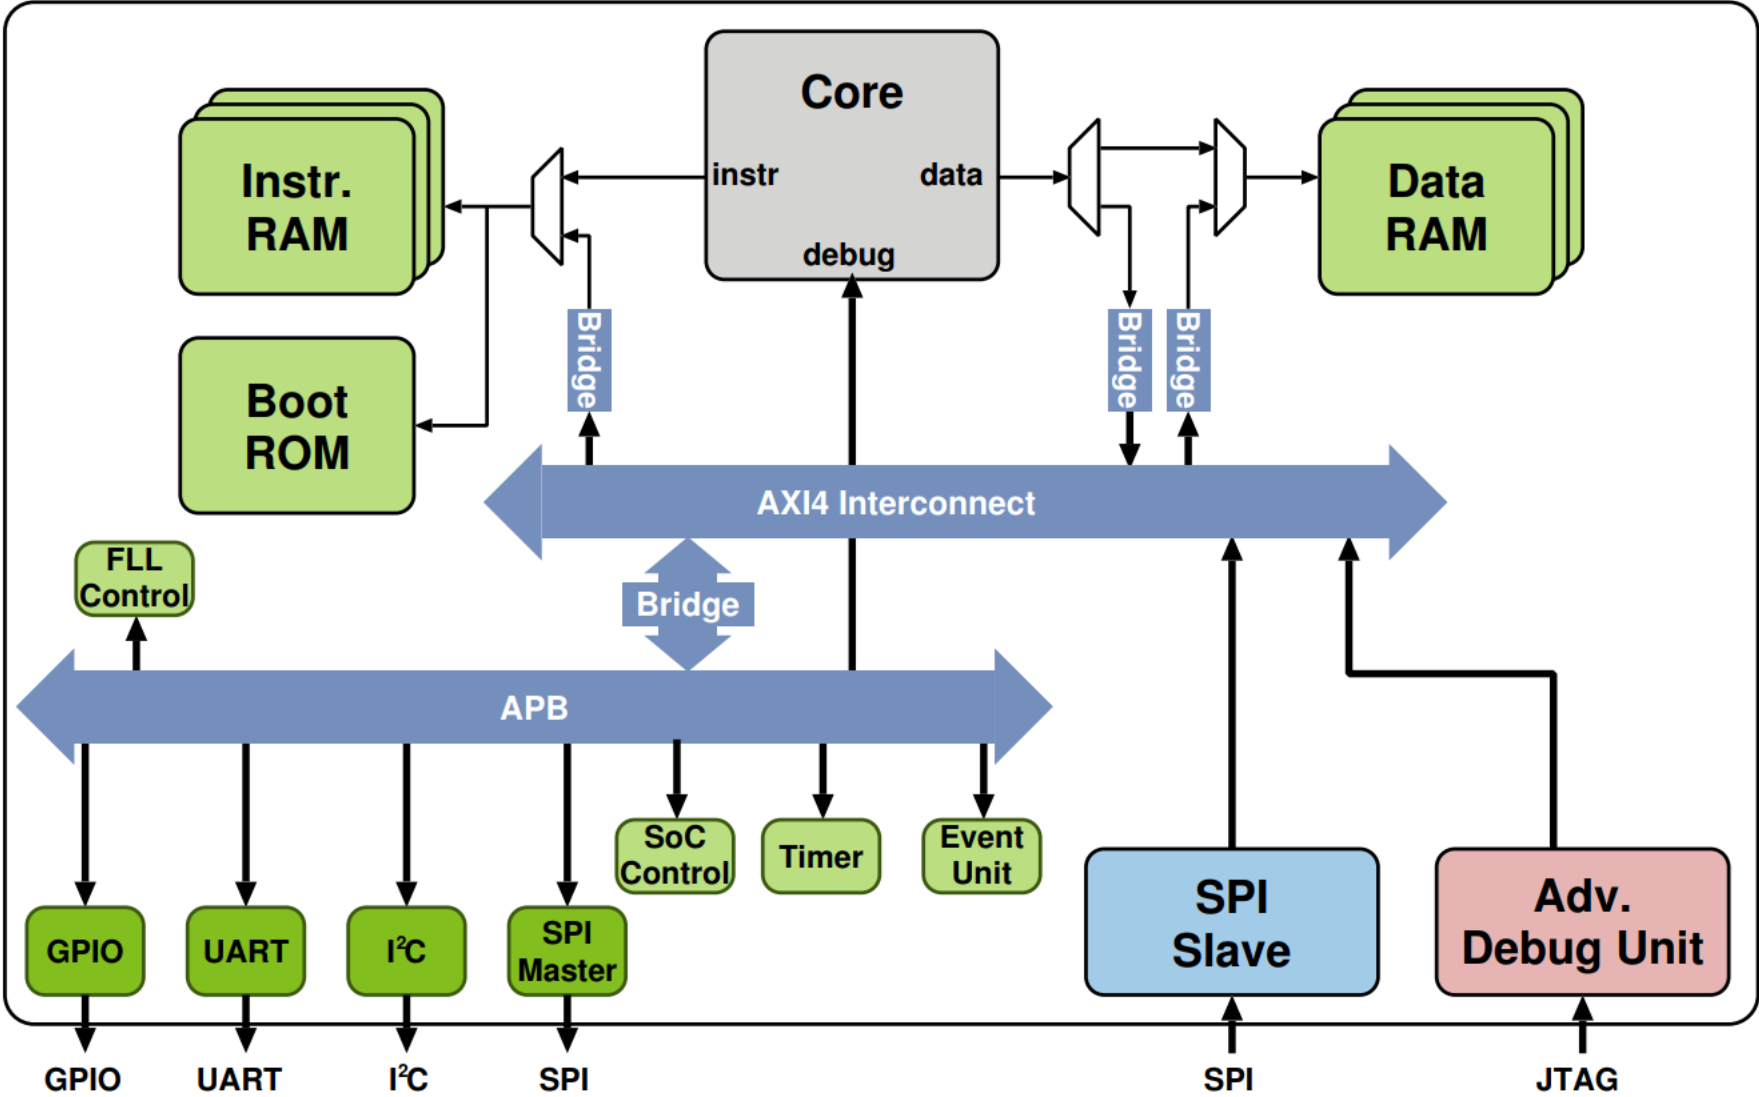 Core
instr
data
debug
Instr.
RAM
Data
RAM
Boot
ROM
Bridge
Bridge
Bridge
AXI4 Interconnect
FLL
Control
Bridge
APB
SoC
Control
Timer
Event
Unit
GPIO
UART
I²C
SPI
Master
SPI
Slave
Adv.
Debug Unit
GPIO
UART
I²C
SPI
SPI
JTAG